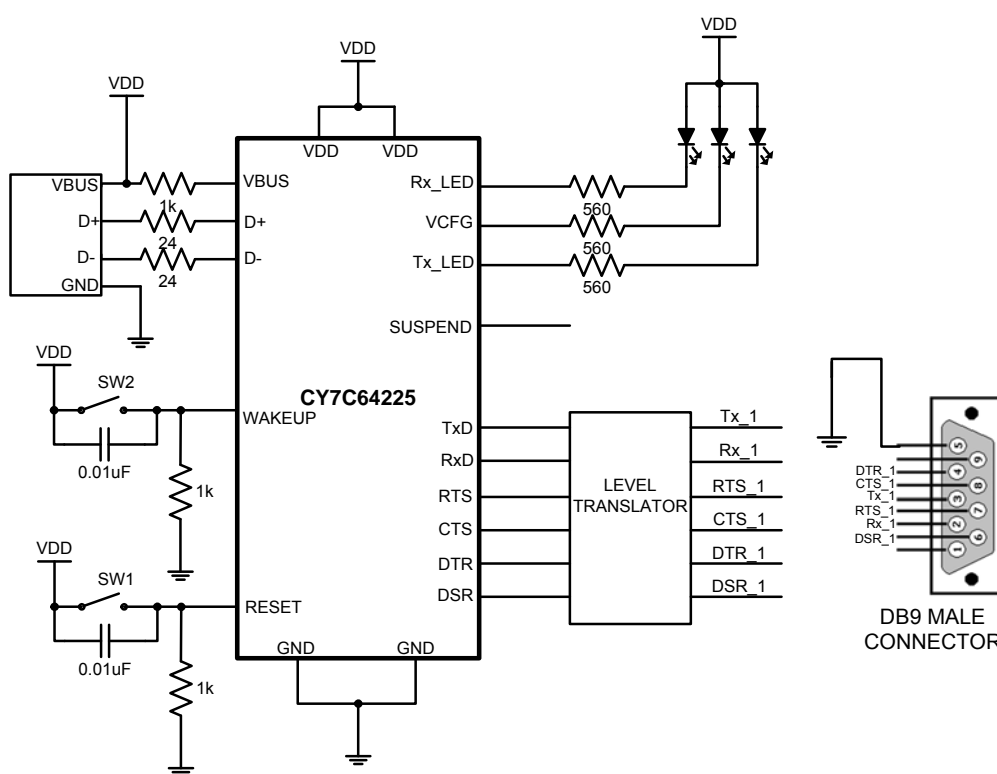 VDD
VDD
VDD
VDD VDD
VBUS
1k
VBUS
D+
24
D+
D-
24
D-
GND
Rx_LED
560
VCFG
560
Tx_LED
560
SUSPEND
VDD
SW2
0.01uF
1k
WAKEUP
CY7C64225
VDD
SW1
0.01uF
1k
RESET
TxD
RxD
RTS
CTS
DTR
DSR
GND GND
LEVEL
TRANSLATOR
Tx_1
Rx_1
RTS_1
CTS_1
DTR_1
DSR_1
DTR_1
CTS_1
Tx_1
RTS_1
Rx_1
DSR_1
5
9
4
8
3
7
2
6
1
DB9 MALE
CONNECTOR